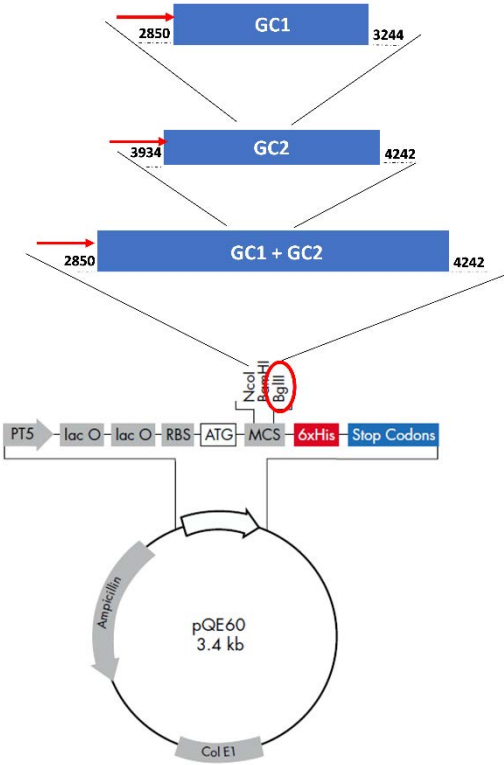 GC1
2850
3244
GC2
3934
4242
GC1 + GC2
2850
4242
NcoI
BamHI
BglII
PT5
lac O
lac O
RBS
ATG
MCS
6xHis
Stop Codons
Ampicillin
pQE60
3.4 kb
Col E1